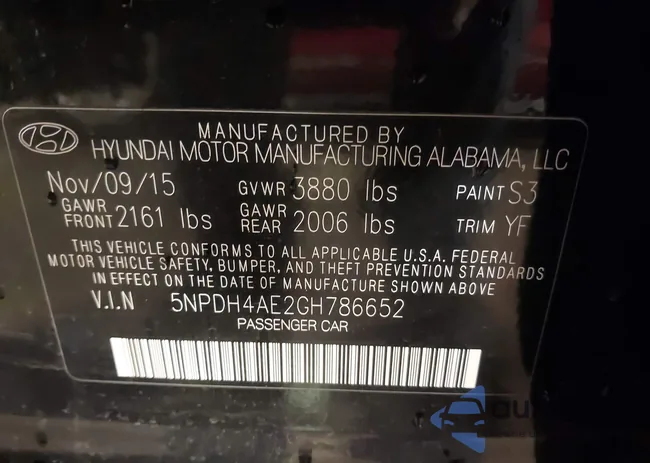 MANUFACTURED BY
HYUNDAI MOTOR MANUFACTURING ALABAMA, LLC
Nov/09/15 GVWR 3880 lbs PAINT S3
GAWR FRONT 2161 lbs GAWR REAR 2006 lbs TRIM YF
THIS VEHICLE CONFORMS TO ALL APPLICABLE U.S.A. FEDERAL
MOTOR VEHICLE SAFETY, BUMPER, AND THEFT PREVENTION STANDARDS
IN EFFECT ON THE DATE OF MANUFACTURE SHOWN ABOVE
V.I.N 5NPDH4AE2GH786652
PASSENGER CAR